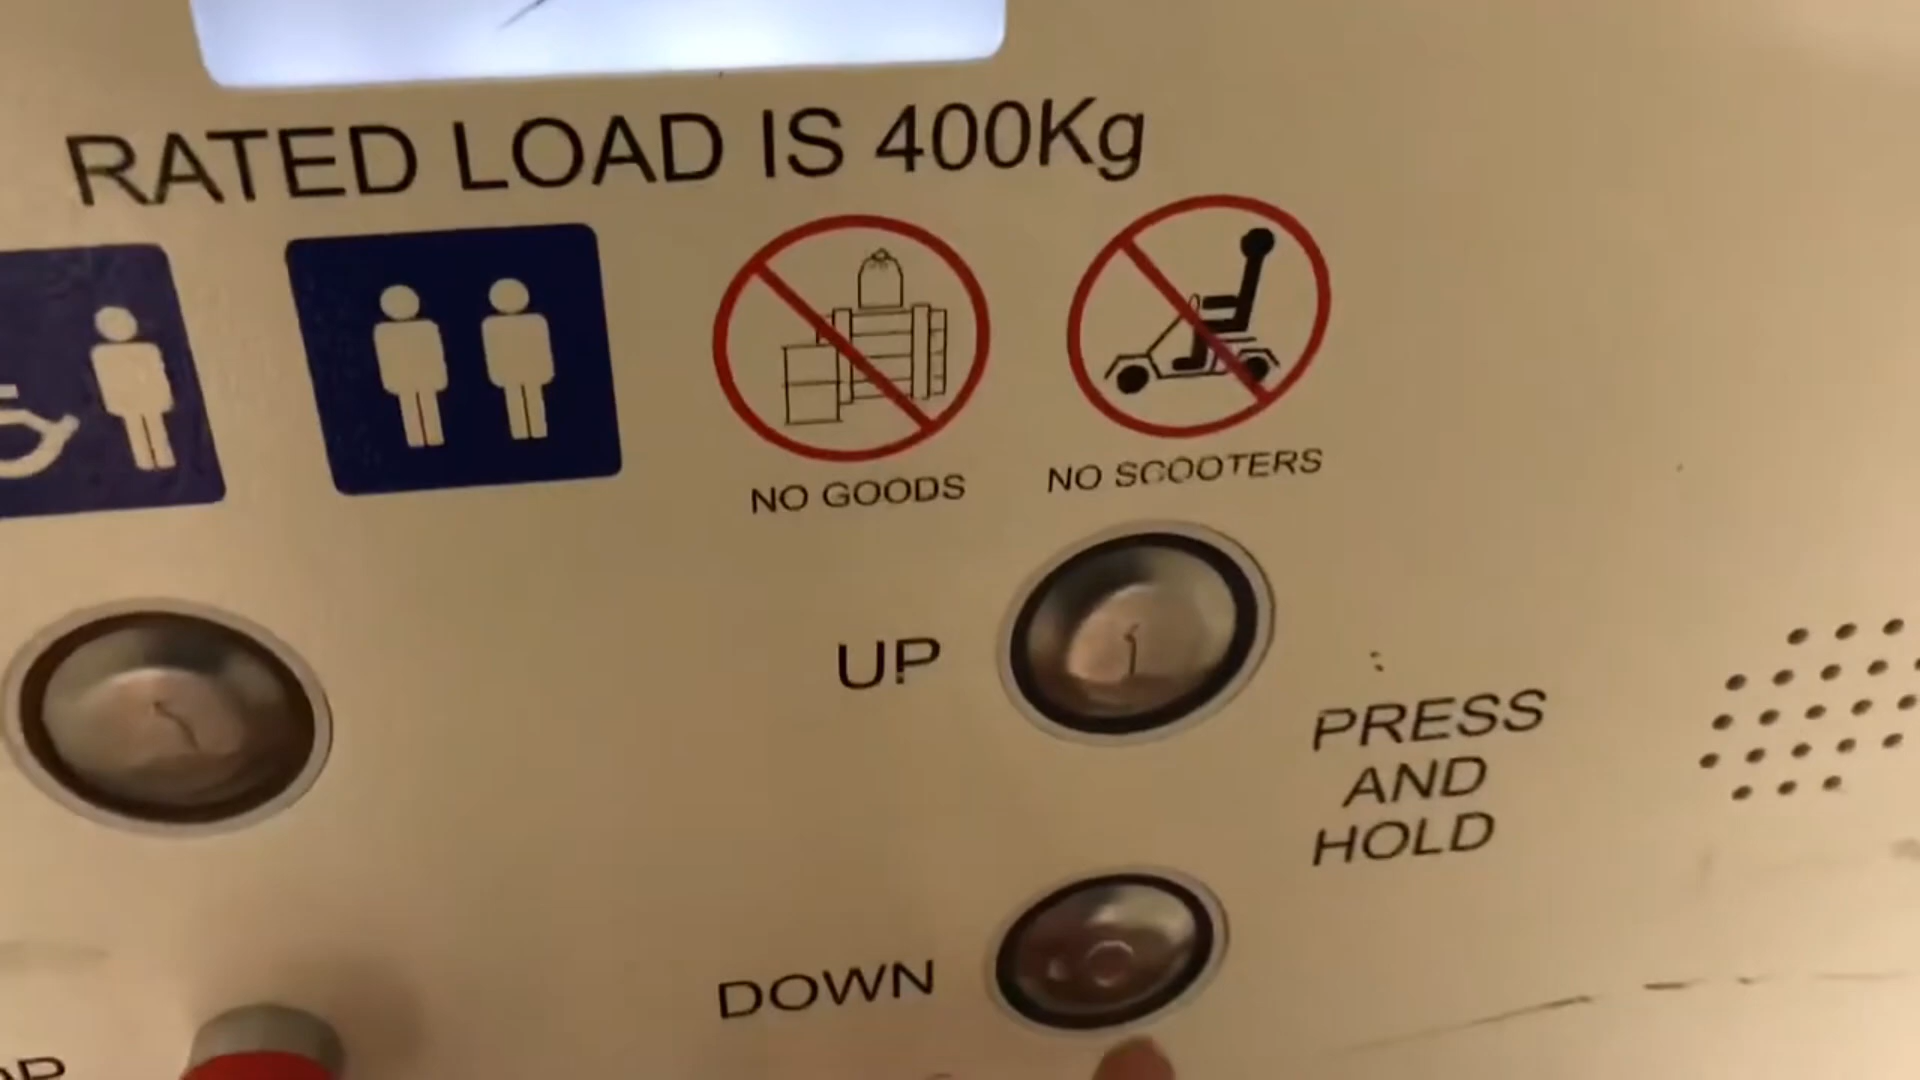 RATED LOAD IS 400Kg
NO GOODS
NO SCOOTERS
UP
PRESS
AND
HOLD
DOWN